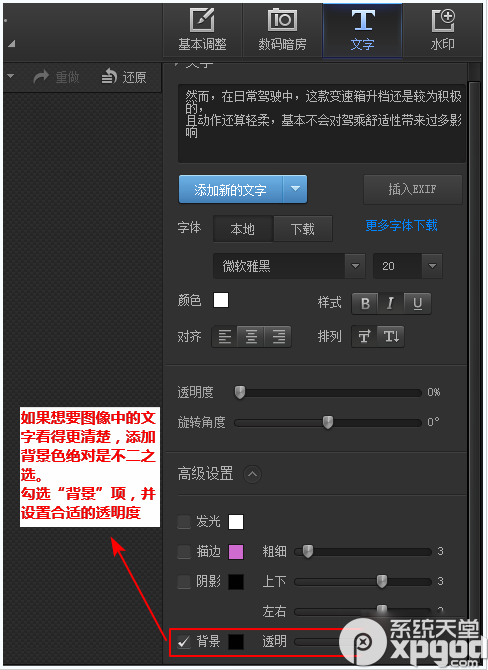 基本调整 数码暗房 文字 水印
重做 还原
文字
然而，在日常驾驶中，这款变速箱升档还是较为积极
的，
且动作还算轻柔，基本不会对驾乘舒适性带来过多影
响
添加新的文字 插入EXIF
字体 本地 下载 更多字体下载
微软雅黑 20
颜色 样式 B I U
对齐 排列 T T
透明度 0%
旋转角度 0°
如果想要图像中的文
字看得更清楚，添加
背景色绝对是不二之
选。
勾选“背景”项，并
设置合适的透明度
高级设置
发光
描边 粗细 3
阴影 上下 3
左右
背景 透明
系统天堂
xpgod
.com